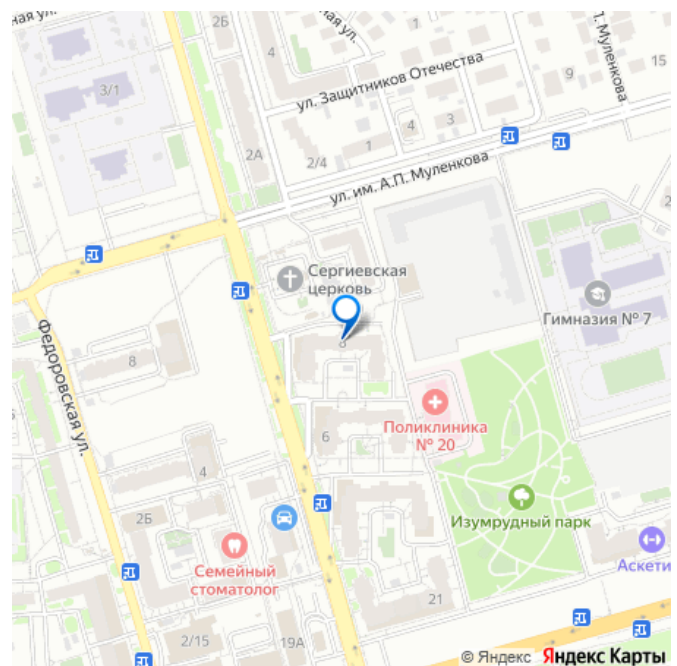 ная ул.
2Б
4
ная ул.
П. Муленкова
15
9
3/1
ул. Защитников Отечества
4
3
1
2А
2/4
ул. им. А.П. Муленкова
Сергиевская
церковь
Гимназия № 7
8
Федоровская ул.
Поликлиника
№ 20
6
4
2Б
Изумрудный парк
Семейный
стоматолог
Аскети
21
2/15
19А
© Яндекс Яндекс Карты